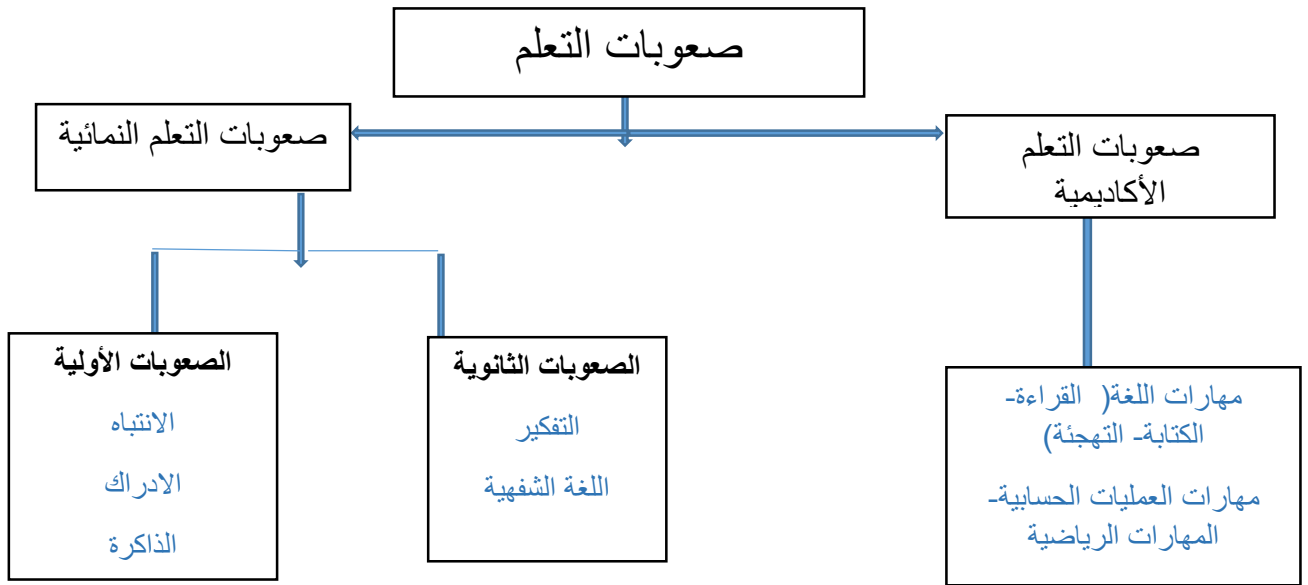 صعوبات التعلم
صعوبات التعلم
الأكاديمية
صعوبات التعلم النمائية
مهارات اللغة( القراءة-
الكتابة- التهجئة)
مهارات العمليات الحسابية-
المهارات الرياضية
الصعوبات الثانوية
التفكير
اللغة الشفهية
الصعوبات الأولية
الانتباه
الادراك
الذاكرة